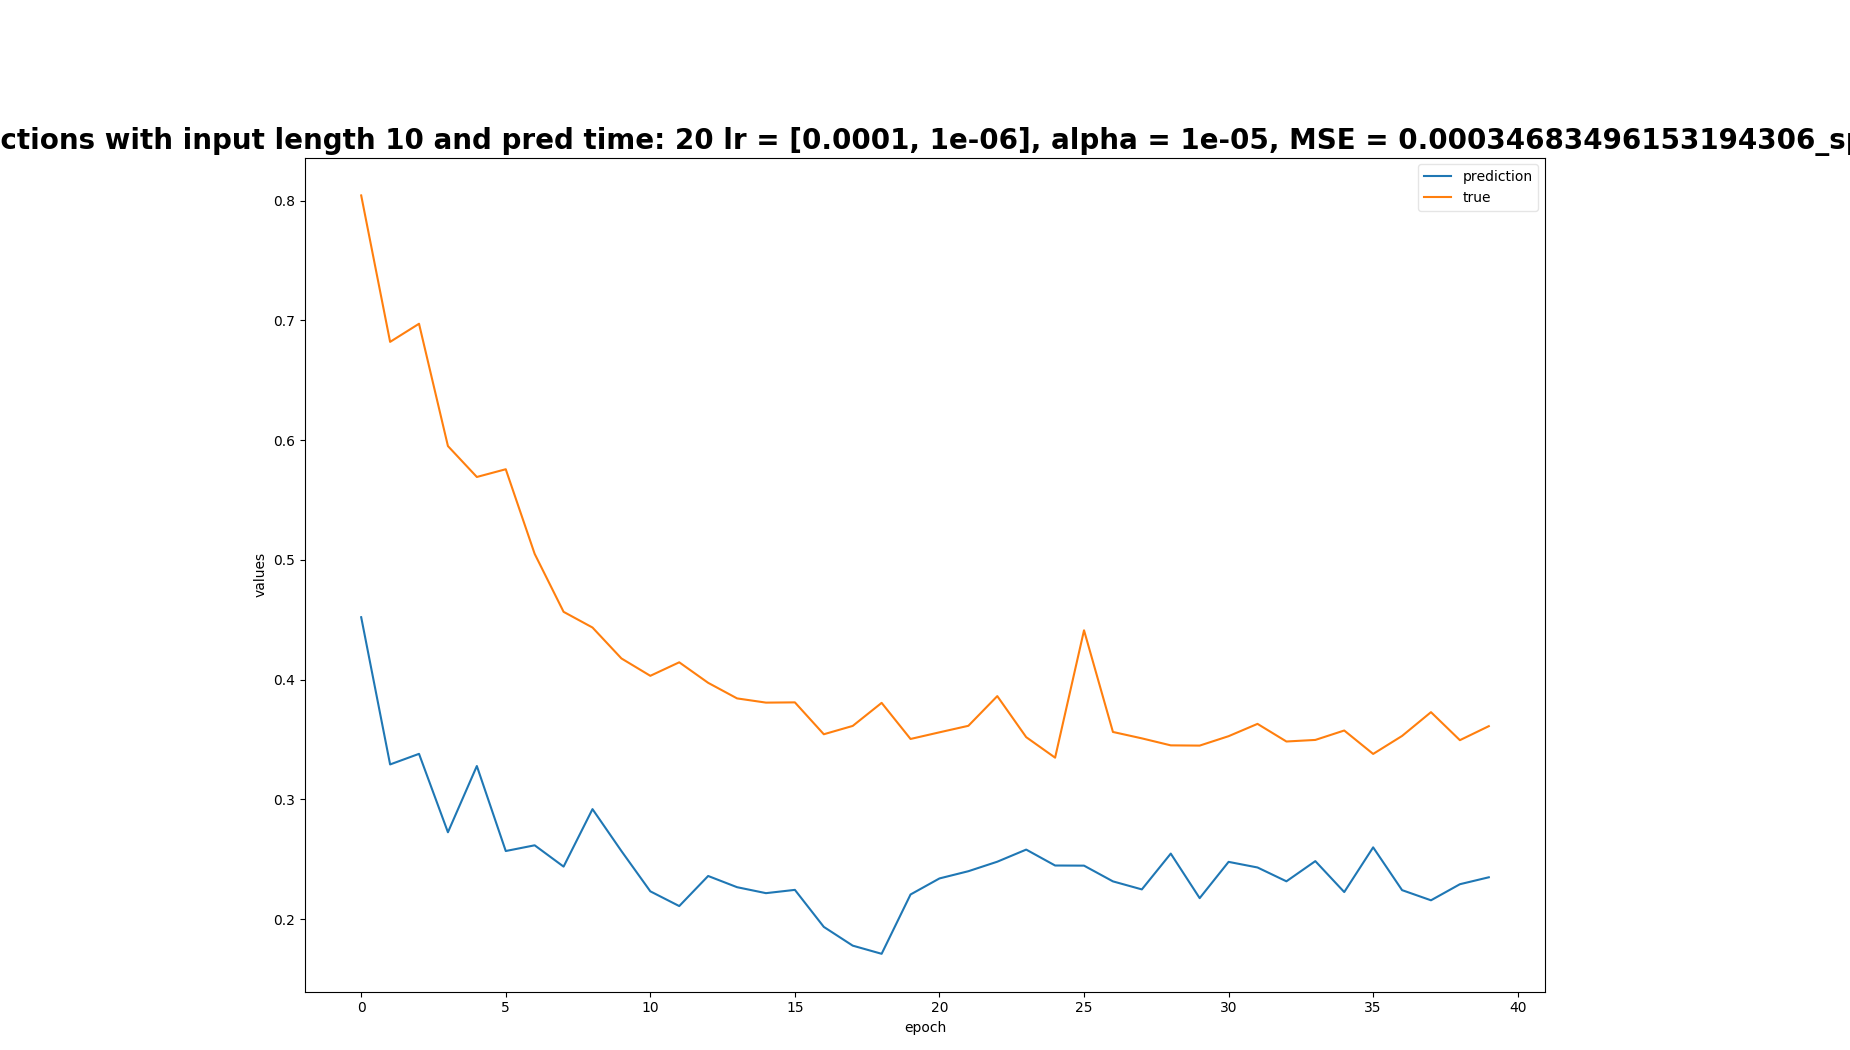 ctions with input length 10 and pred time: 20 lr = [0.0001, 1e-06], alpha = 1e-05, MSE = 0.00034683496153194306_sp
prediction
true
0.8
0.7
0.6
0.5
0.4
0.3
0.2
values
0 5 10 15 20 25 30 35 40
epoch